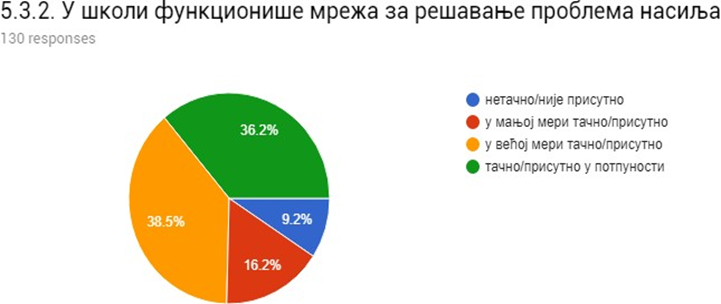 5.3.2. У школи функционише мрежа за решавање проблема насиља
130 responses
36.2%
38.5%
9.2%
16.2%
нетачно/није присутно
у мањој мери тачно/присутно
у већој мери тачно/присутно
тачно/присутно у потпуности